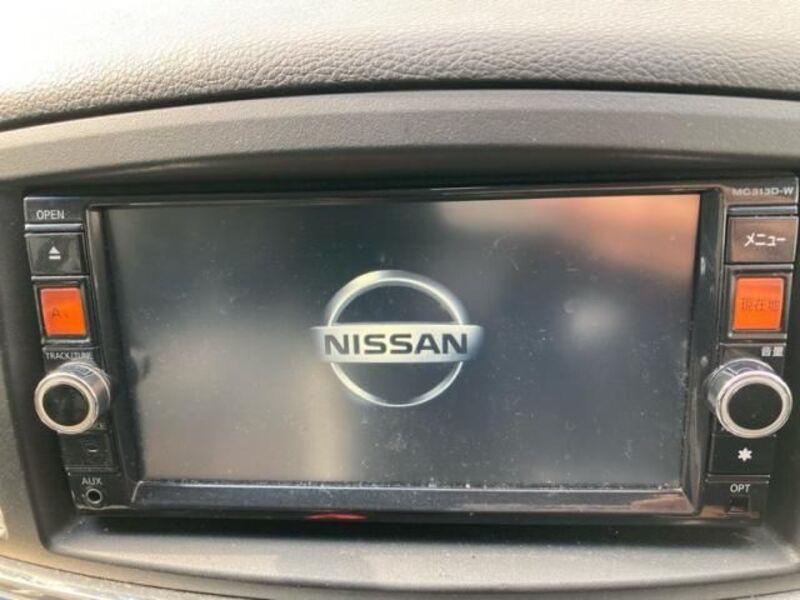 OPEN
MC313D-W
メニュー
現在地
TRACK/TUNE
音量
NISSAN
AUX
OPT